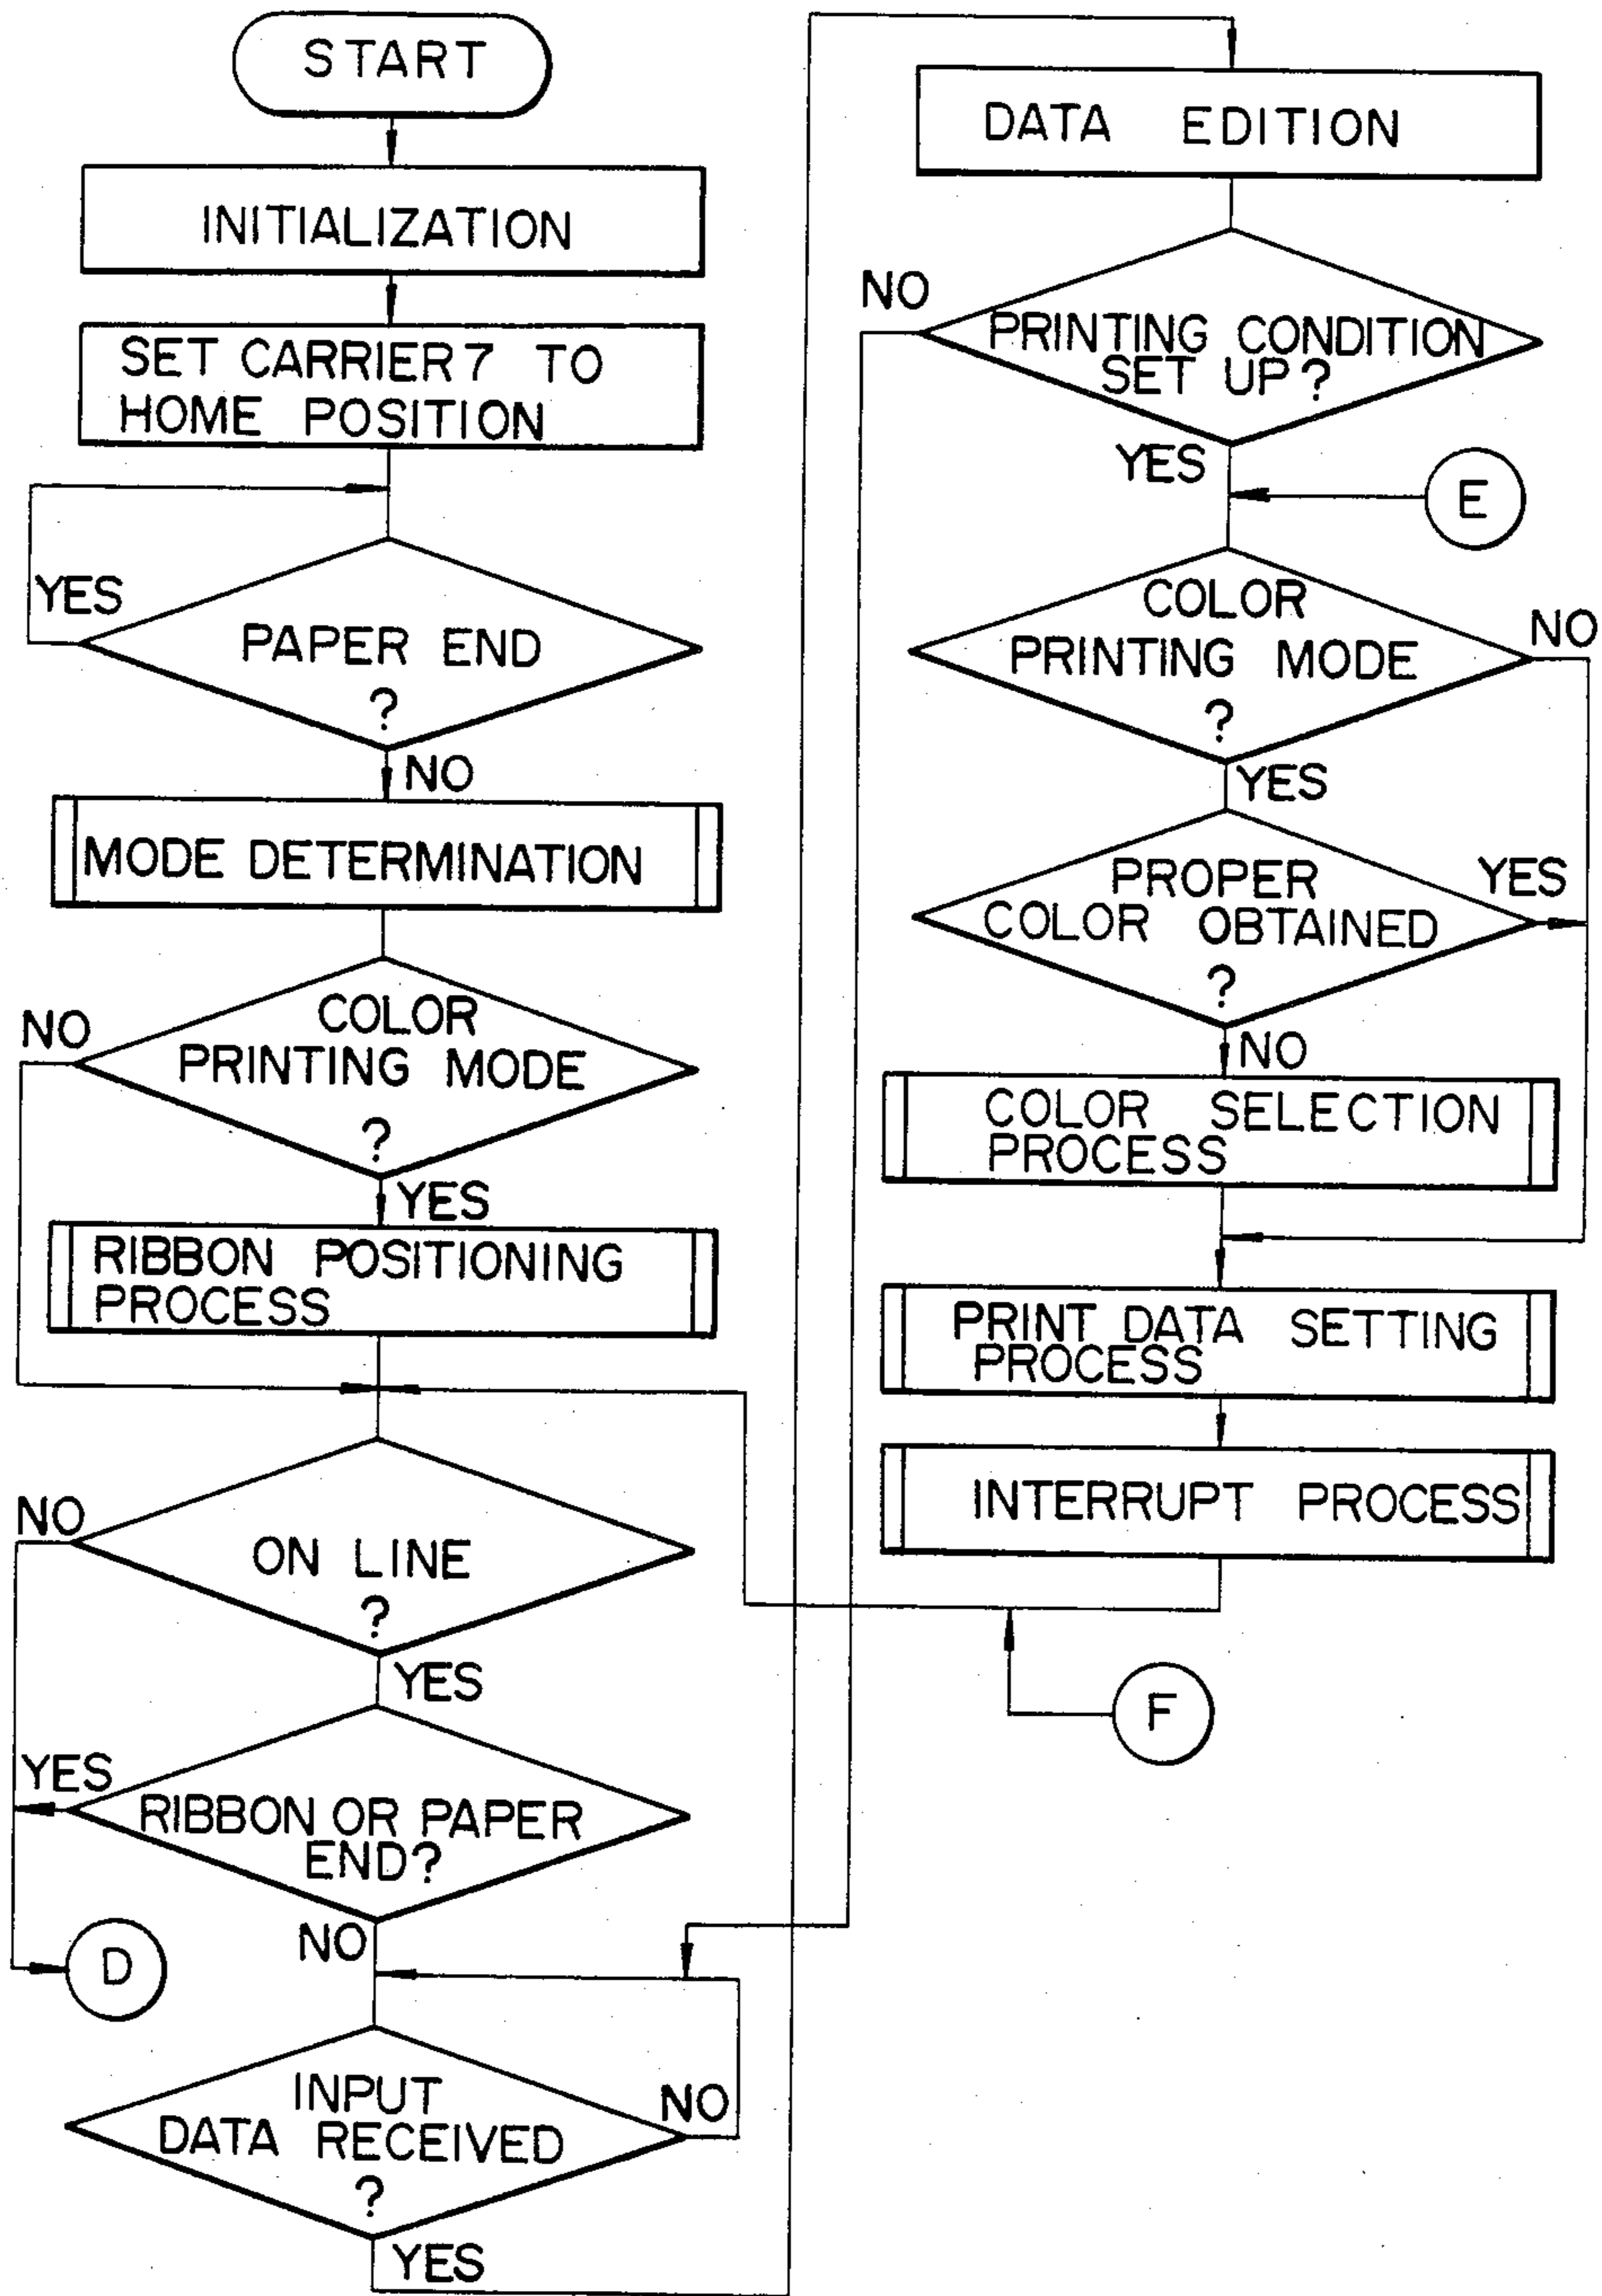 START
INITIALIZATION
SET CARRIER 7 TO
HOME POSITION
YES
PAPER END
?
NO
MODE DETERMINATION
NO
COLOR
PRINTING MODE
?
YES
RIBBON POSITIONING
PROCESS
NO
ON LINE
?
YES
YES
RIBBON OR PAPER
END?
NO
D
INPUT
DATA RECEIVED
?
NO
YES
DATA EDITION
NO
PRINTING CONDITION
SET UP?
YES
E
COLOR
PRINTING MODE
?
NO
YES
PROPER
COLOR OBTAINED
?
YES
NO
COLOR SELECTION
PROCESS
PRINT DATA SETTING
PROCESS
INTERRUPT PROCESS
F